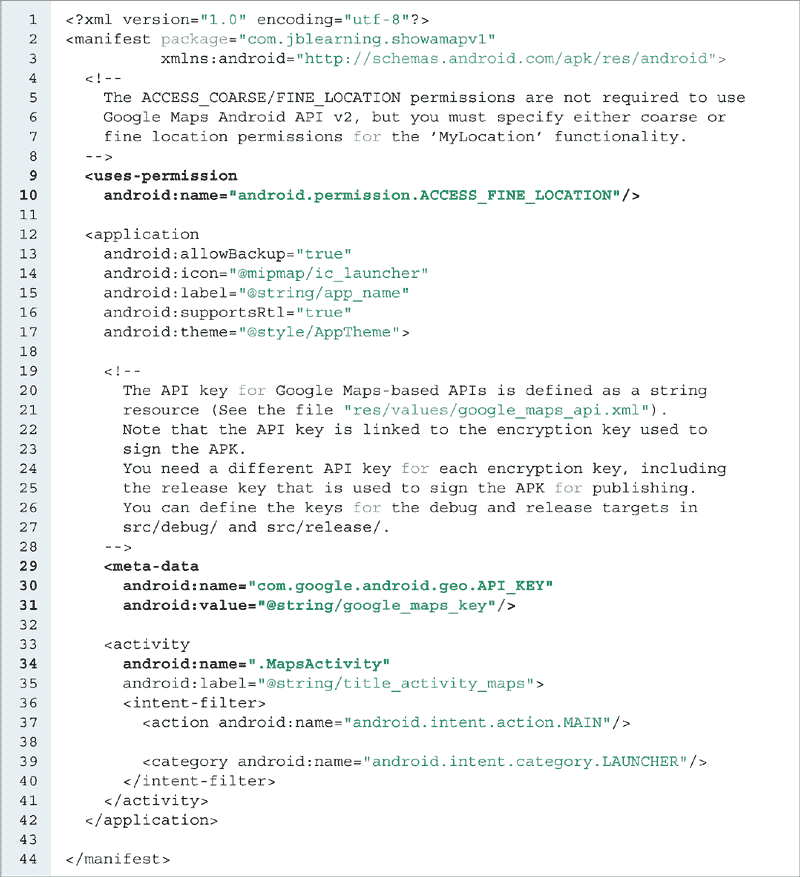 1 <?xml version="1.0" encoding="utf-8"?>
2 <manifest package="com.jblearning.showamapv1"
3           xmlns:android="http://schemas.android.com/apk/res/android">
4   <!--
5     The ACCESS_COARSE/FINE_LOCATION permissions are not required to use
6     Google Maps Android API v2, but you must specify either coarse or
7     fine location permissions for the ’MyLocation’ functionality.
8   -->
9   <uses-permission
10     android:name="android.permission.ACCESS_FINE_LOCATION"/>
11
12   <application
13     android:allowBackup="true"
14     android:icon="@mipmap/ic_launcher"
15     android:label="@string/app_name"
16     android:supportsRtl="true"
17     android:theme="@style/AppTheme">
18
19     <!--
20       The API key for Google Maps-based APIs is defined as a string
21       resource (See the file "res/values/google_maps_api.xml").
22       Note that the API key is linked to the encryption key used to
23       sign the APK.
24       You need a different API key for each encryption key, including
25       the release key that is used to sign the APK for publishing.
26       You can define the keys for the debug and release targets in
27       src/debug/ and src/release/.
28     -->
29     <meta-data
30       android:name="com.google.android.geo.API_KEY"
31       android:value="@string/google_maps_key"/>
32
33     <activity
34       android:name=".MapsActivity"
35       android:label="@string/title_activity_maps">
36       <intent-filter>
37         <action android:name="android.intent.action.MAIN"/>
38
39         <category android:name="android.intent.category.LAUNCHER"/>
40       </intent-filter>
41     </activity>
42   </application>
43
44 </manifest>